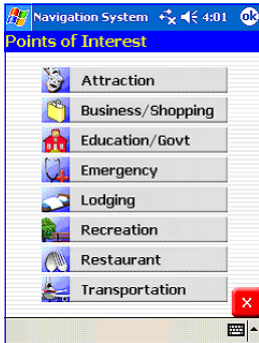 Navigation System 4:01 ok
Points of Interest
Attraction
Business/Shopping
Education/Govt
Emergency
Lodging
Recreation
Restaurant
Transportation